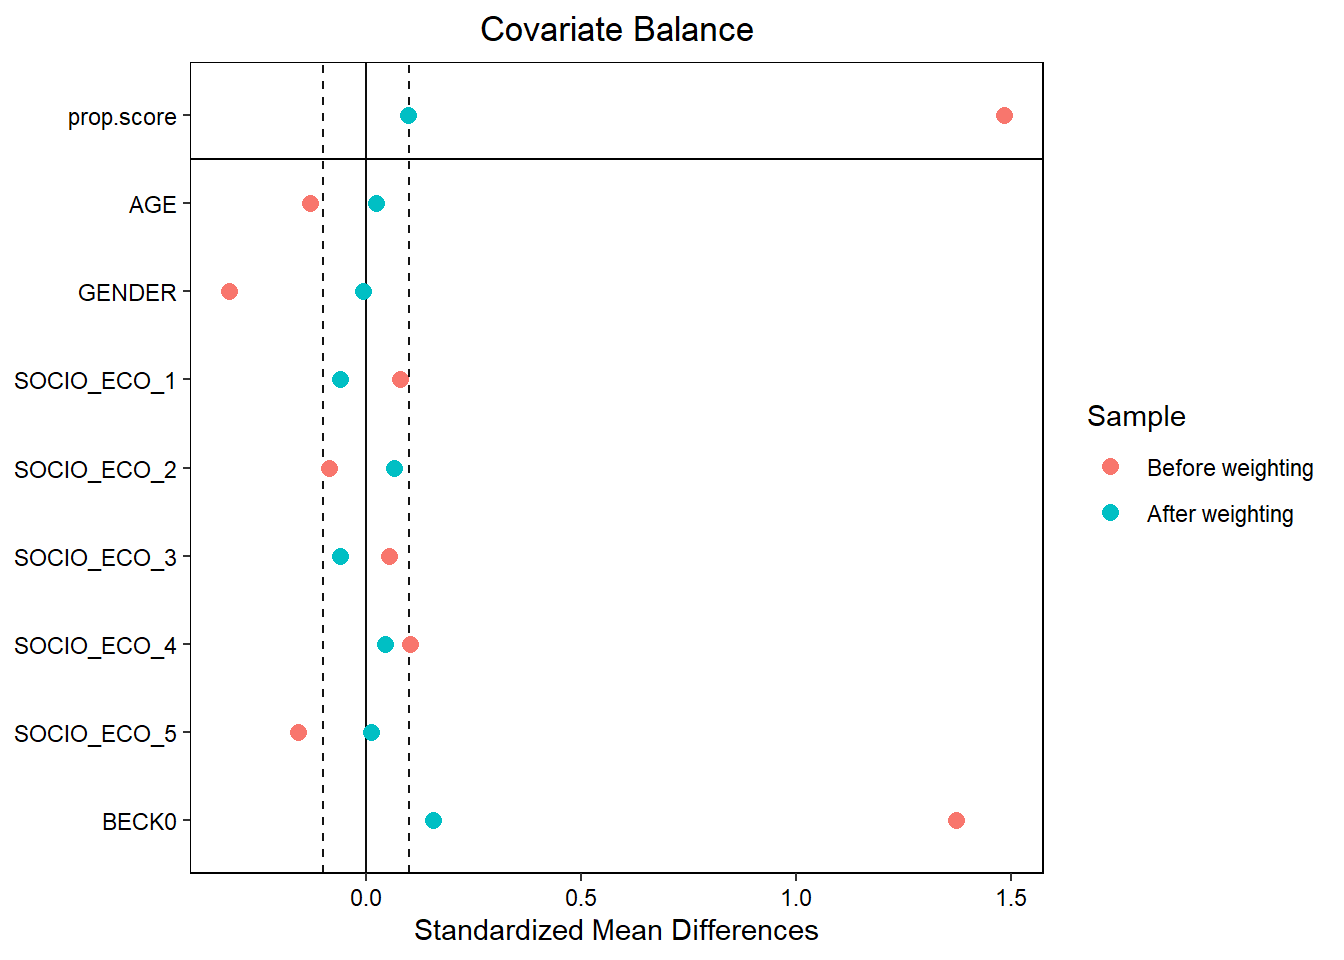 Covariate Balance
prop.score
AGE
GENDER
SOCIO_ECO_1
SOCIO_ECO_2
SOCIO_ECO_3
SOCIO_ECO_4
SOCIO_ECO_5
BECK0
0.0 0.5 1.0 1.5
Standardized Mean Differences
Sample
Before weighting
After weighting